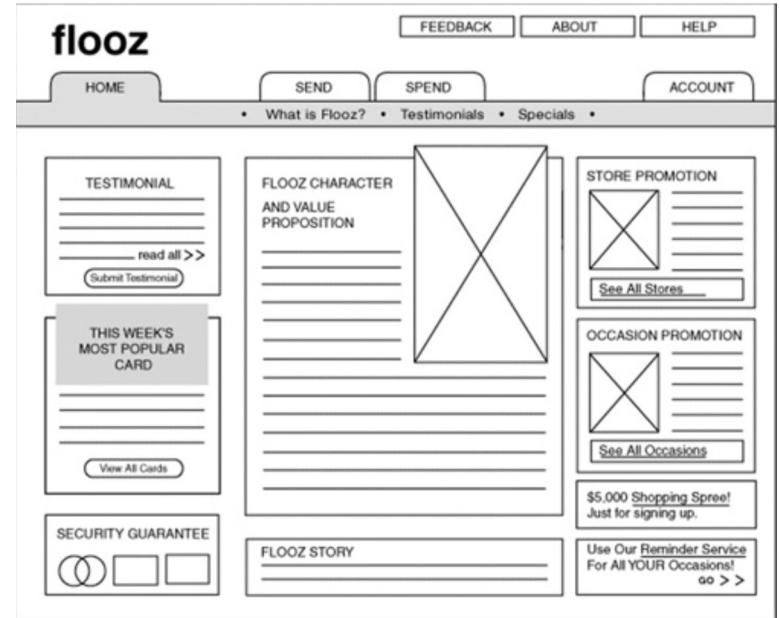 flooz
FEEDBACK
ABOUT
HELP
HOME
SEND
SPEND
ACCOUNT
• What is Flooz? • Testimonials • Specials •
TESTIMONIAL
read all >>
Submit Testimonial
THIS WEEK'S
MOST POPULAR
CARD
View All Cards
SECURITY GUARANTEE
FLOOZ CHARACTER
AND VALUE
PROPOSITION
FLOOZ STORY
STORE PROMOTION
See All Stores
OCCASION PROMOTION
See All Occasions
$5,000 Shopping Spree!
Just for signing up.
Use Our Reminder Service
For All YOUR Occasions!
GO > >